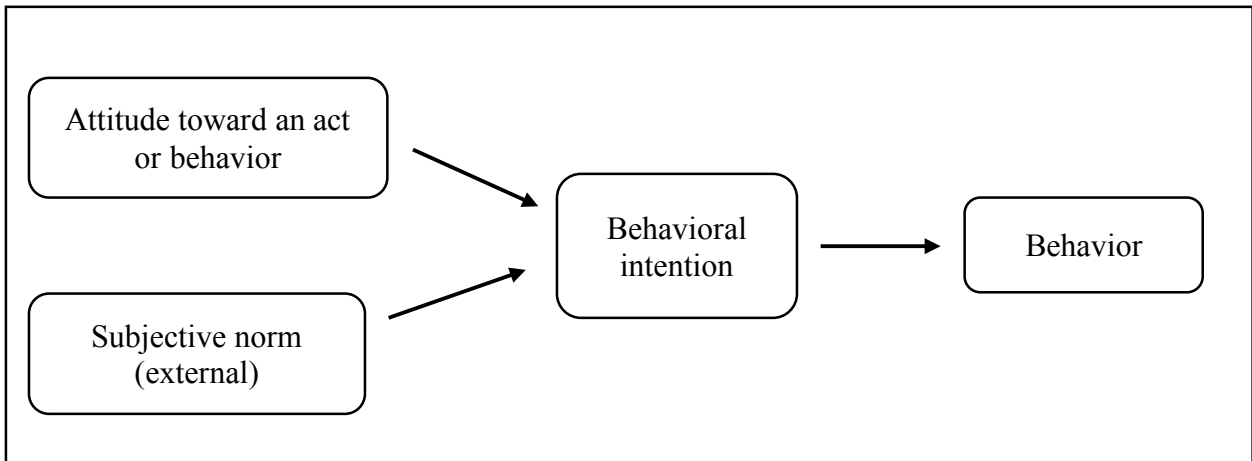 Attitude toward an act
or behavior
Subjective norm
(external)
Behavioral
intention
Behavior